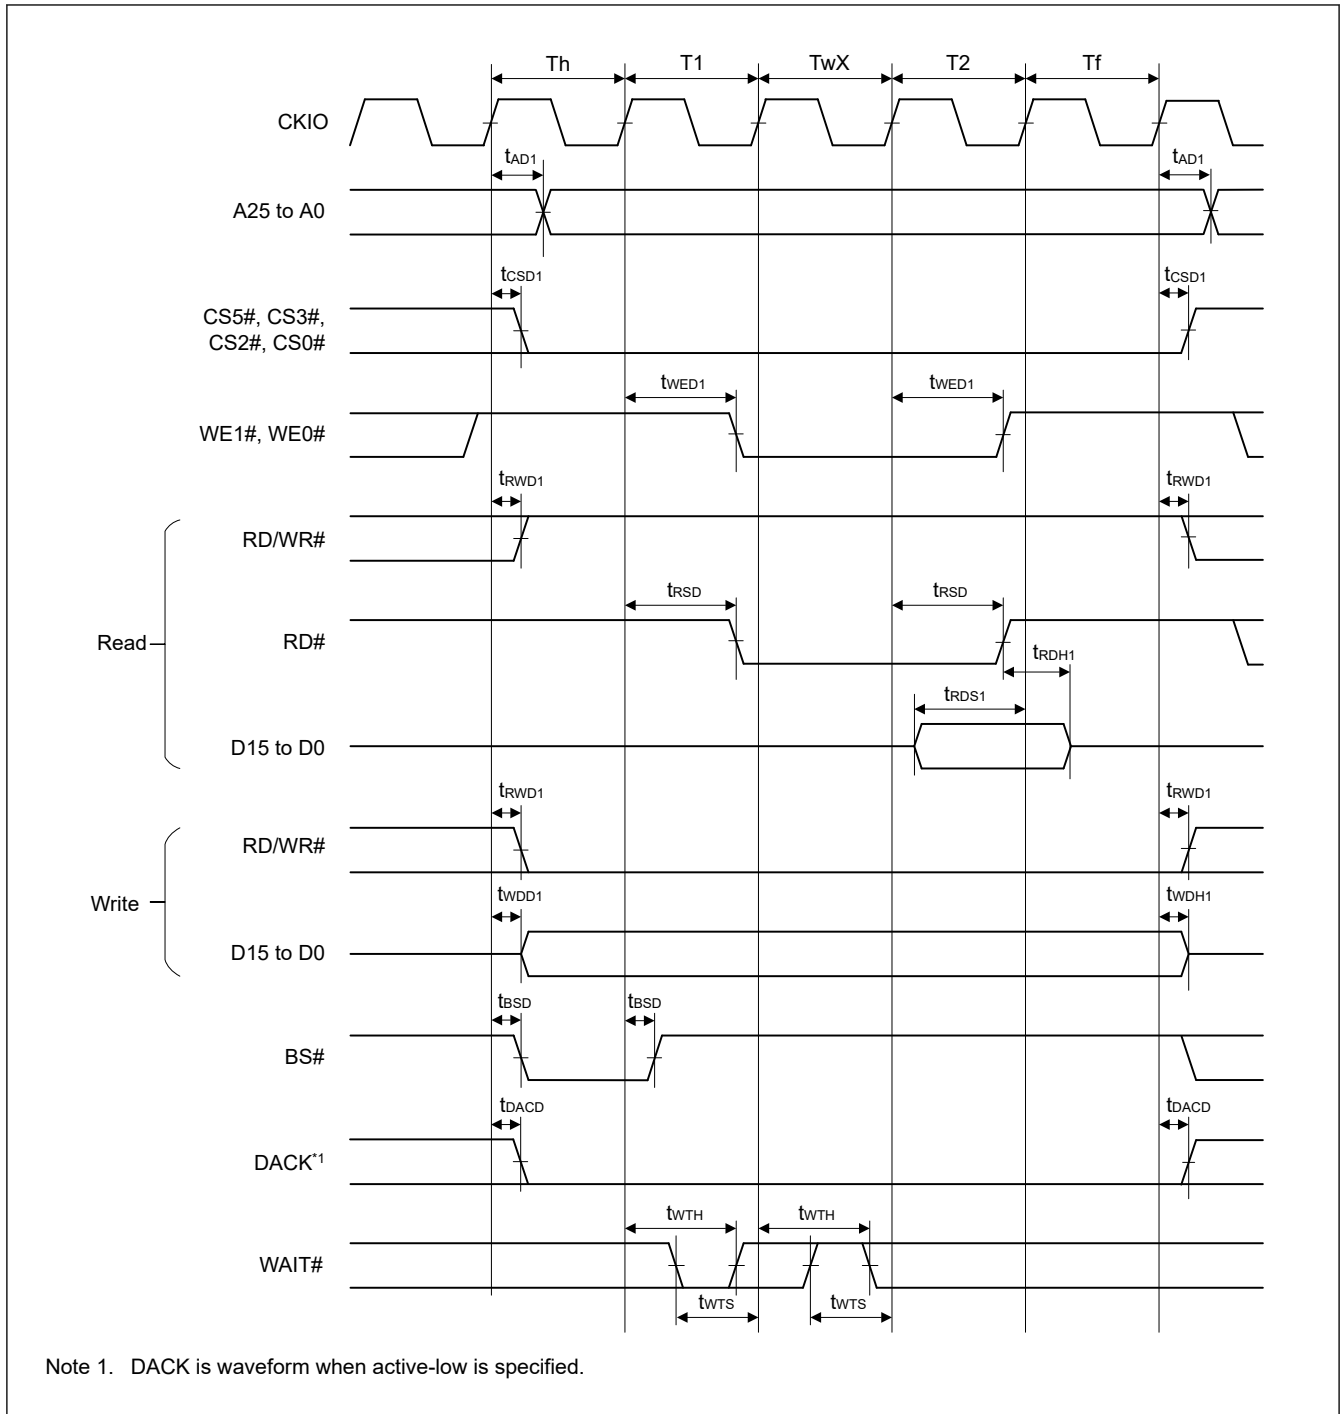 Th T1 TwX T2 Tf
CKIO
tAD1 tAD1
A25 to A0
tCSD1 tCSD1
CS5#, CS3#,
CS2#, CS0#
tWED1 tWED1
WE1#, WE0#
tRWD1 tRWD1
RD/WR#
tRSD tRSD
Read
RD#
tRDH1
tRDS1
D15 to D0
tRWD1 tRWD1
RD/WR#
tWDD1 tWDH1
Write
D15 to D0
tBSD tBSD
BS#
tDACD tDACD
DACK*1
tWTH tWTH
WAIT#
tWTS tWTS
Note 1. DACK is waveform when active-low is specified.